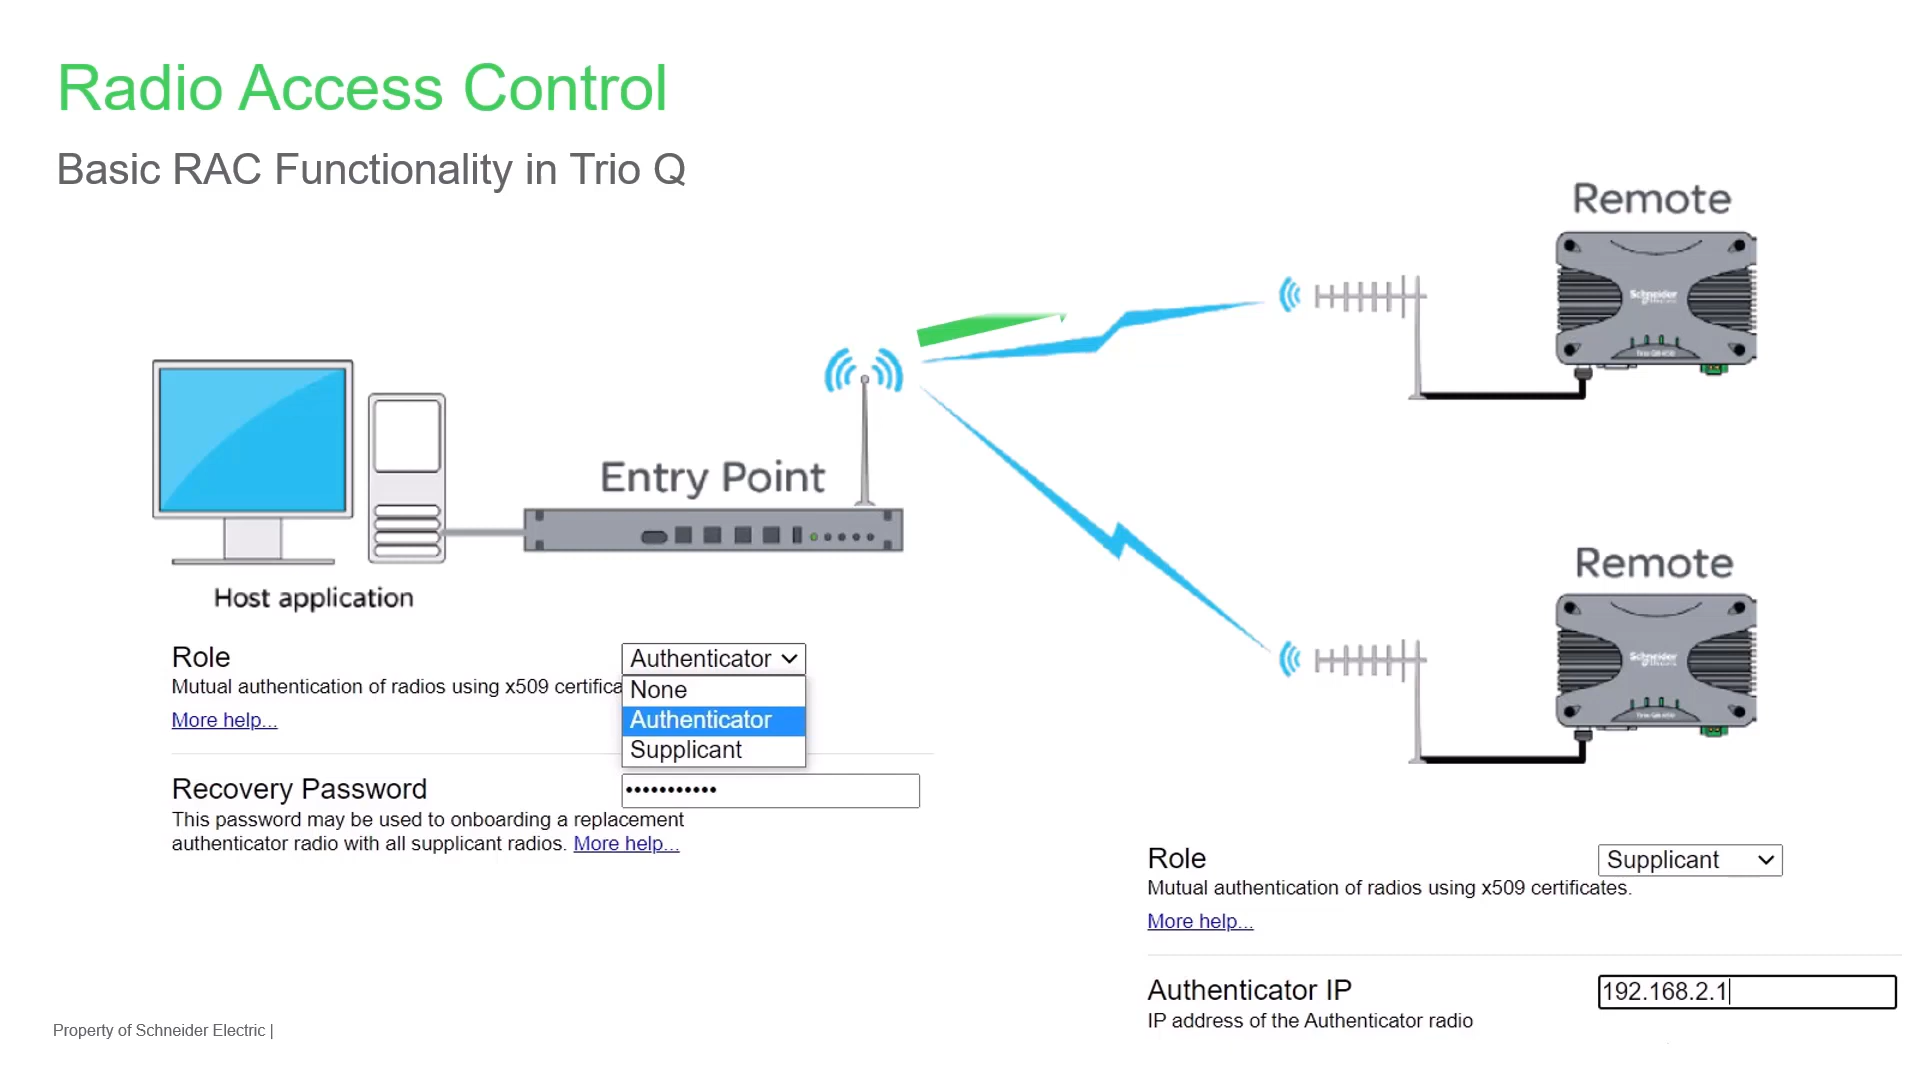 Radio Access Control
Basic RAC Functionality in Trio Q
Remote
Schneider
Entry Point
Host application
Remote
Schneider
Role
Authenticator
Mutual authentication of radios using x509 certifica
None
More help...
Authenticator
Supplicant
Recovery Password
•••••••••••
This password may be used to onboarding a replacement
authenticator radio with all supplicant radios. More help...
Role
Supplicant
Mutual authentication of radios using x509 certificates.
More help...
Authenticator IP
192.168.2.1
IP address of the Authenticator radio
Property of Schneider Electric |